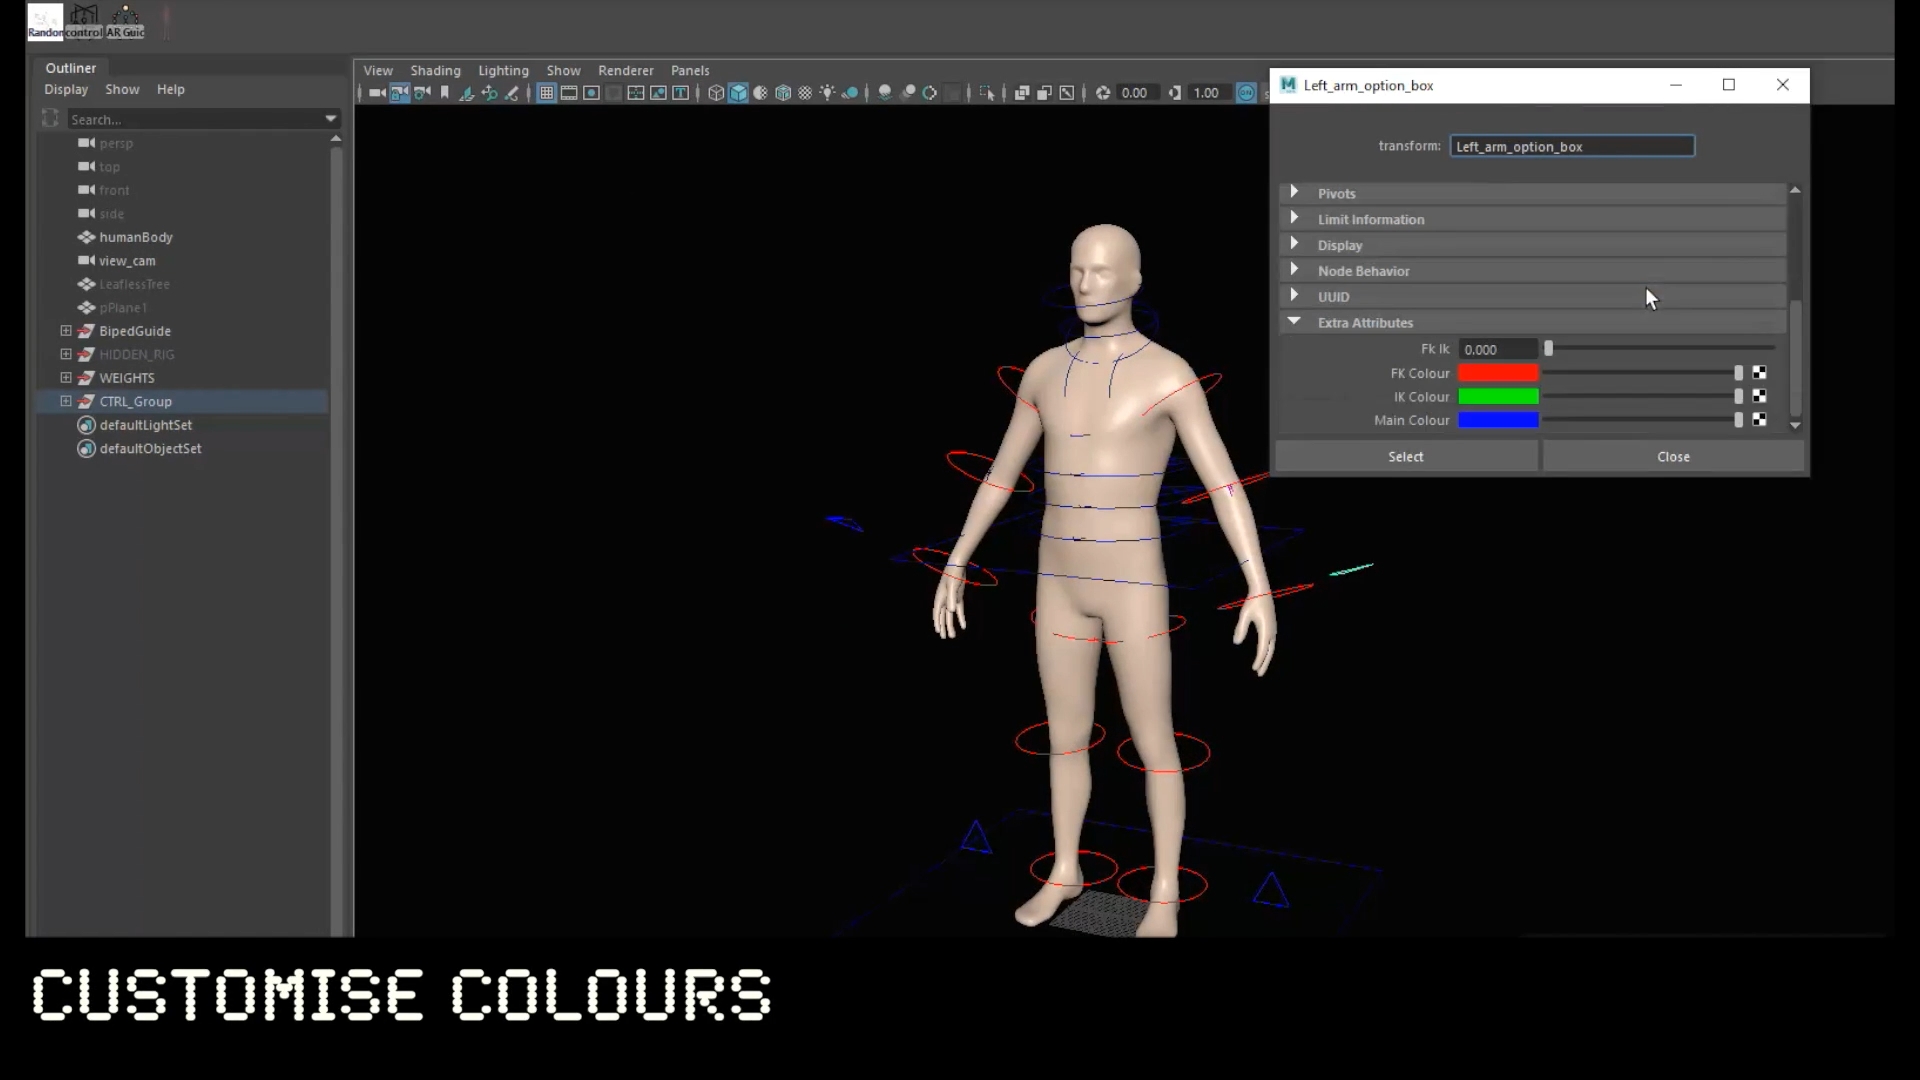 Random control AR Guic
Outliner
Display Show Help
Search...
persp
top
front
side
humanBody
view_cam
LeaflessTree
pPlane1
BipedGuide
HIDDEN_RIG
WEIGHTS
CTRL_Group
defaultLightSet
defaultObjectSet
View Shading Lighting Show Renderer Panels
0.00 1.00 ON
Left_arm_option_box
transform: Left_arm_option_box
Pivots
Limit Information
Display
Node Behavior
UUID
Extra Attributes
Fk Ik 0.000
FK Colour
IK Colour
Main Colour
Select Close
CUSTOMISE COLOURS